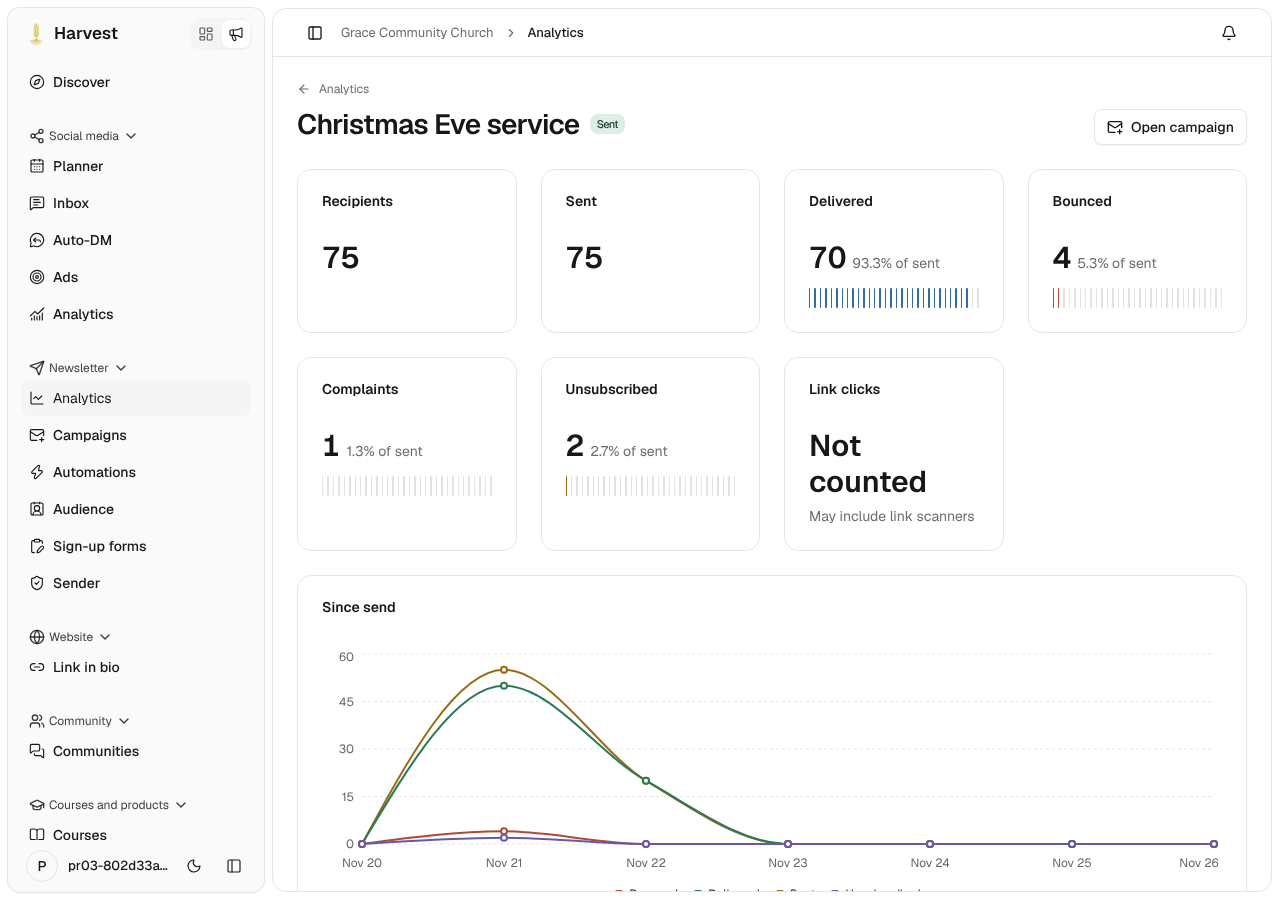 Harvest
Discover
Social media
Planner
Inbox
Auto-DM
Ads
Analytics
Newsletter
Analytics
Campaigns
Automations
Audience
Sign-up forms
Sender
Website
Link in bio
Community
Communities
Courses and products
Courses
P pr03-802d33a...
Grace Community Church > Analytics
Analytics
Christmas Eve service Sent
Open campaign
Recipients
75
Sent
75
Delivered
70 93.3% of sent
Bounced
4 5.3% of sent
Complaints
1 1.3% of sent
Unsubscribed
2 2.7% of sent
Link clicks
Not
counted
May include link scanners
Since send
60
45
30
15
0
Nov 20 Nov 21 Nov 22 Nov 23 Nov 24 Nov 25 Nov 26